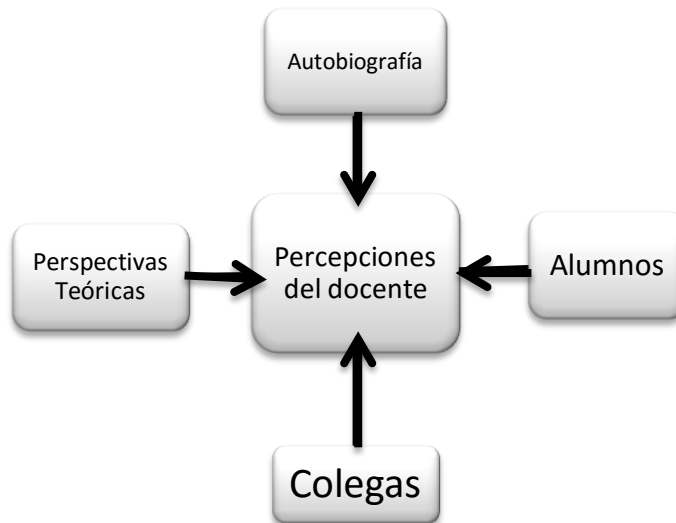 Autobiografía
Perspectivas
Teóricas
Percepciones
del docente
Alumnos
Colegas